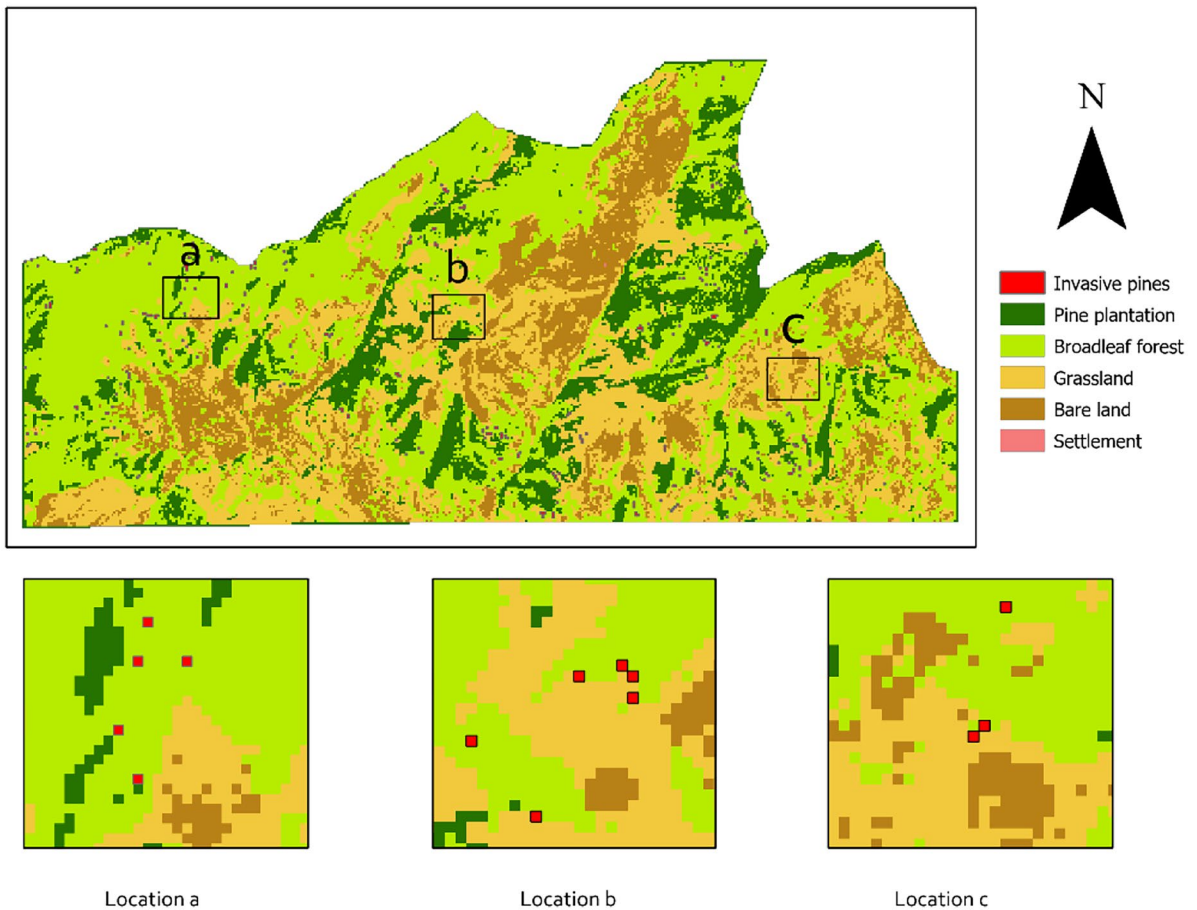 N
a
b
c
Invasive pines
Pine plantation
Broadleaf forest
Grassland
Bare land
Settlement
Location a
Location b
Location c